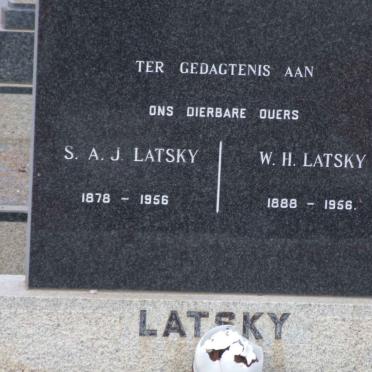 TER GEDAGTENIS AAN
ONS DIERBARE OUERS
S. A. J. LATSKY
1878 - 1956
W. H. LATSKY
1888 - 1956.
LATSKY